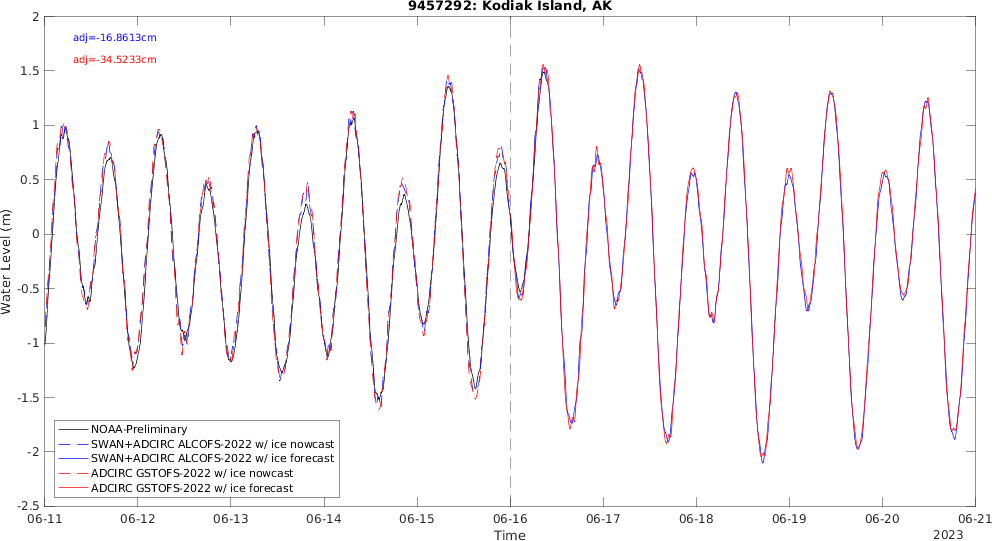 9457292: Kodiak Island, AK
adj=-16.8613cm
adj=-34.5233cm
Water Level (m)
2
1.5
1
0.5
0
-0.5
-1
-1.5
-2
-2.5
NOAA-Preliminary
SWAN+ADCIRC ALCOFS-2022 w/ ice nowcast
SWAN+ADCIRC ALCOFS-2022 w/ ice forecast
ADCIRC GSTOFS-2022 w/ ice nowcast
ADCIRC GSTOFS-2022 w/ ice forecast
06-11 06-12 06-13 06-14 06-15 06-16 06-17 06-18 06-19 06-20 06-21
Time
2023